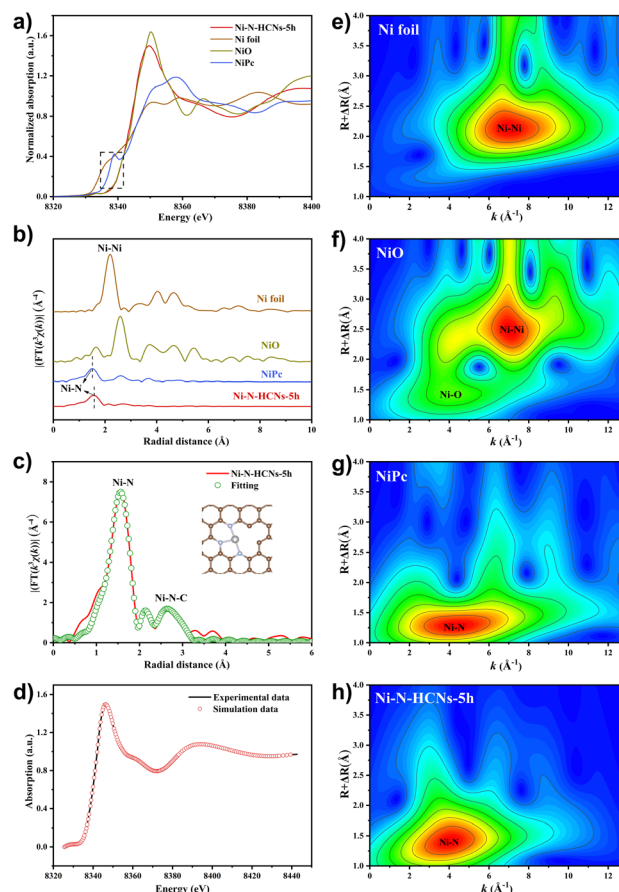 a)
Ni-N-HCNs-5h
Ni foil
NiO
NiPc
Normalized absorption (a.u.)
1.6
1.2
0.8
0.4
0.0
8320 8340 8360 8380 8400
Energy (eV)
b)
Ni–Ni
Ni foil
NiO
NiPc
Ni–N
Ni-N-HCNs-5h
|(FT(k³χ(k))| (Å⁻⁴)
0 2 4 6 8 10
Radial distance (Å)
c)
Ni-N-HCNs-5h
Fitting
Ni–N
Ni–N–C
|(FT(k³χ(k))| (Å⁻⁴)
8
6
4
2
0
0 1 2 3 4 5 6
Radial distance (Å)
d)
Experimental data
Simulation data
Absorption (a.u.)
1.5
1.0
0.5
0.0
8320 8340 8360 8380 8400 8420 8440
Energy (eV)
e) Ni foil
R+ΔR(Å)
4.0
3.5
3.0
2.5
2.0
1.5
1.0
Ni–Ni
0 2 4 6 8 10 12
k (Å⁻¹)
f) NiO
R+ΔR(Å)
4.0
3.5
3.0
2.5
2.0
1.5
1.0
Ni–Ni
Ni–O
0 2 4 6 8 10 12
k (Å⁻¹)
g) NiPc
R+ΔR(Å)
4.0
3.5
3.0
2.5
2.0
1.5
1.0
Ni–N
0 2 4 6 8 10 12
k (Å⁻¹)
h) Ni-N-HCNs-5h
R+ΔR(Å)
4.0
3.5
3.0
2.5
2.0
1.5
1.0
Ni–N
0 2 4 6 8 10 12
k (Å⁻¹)